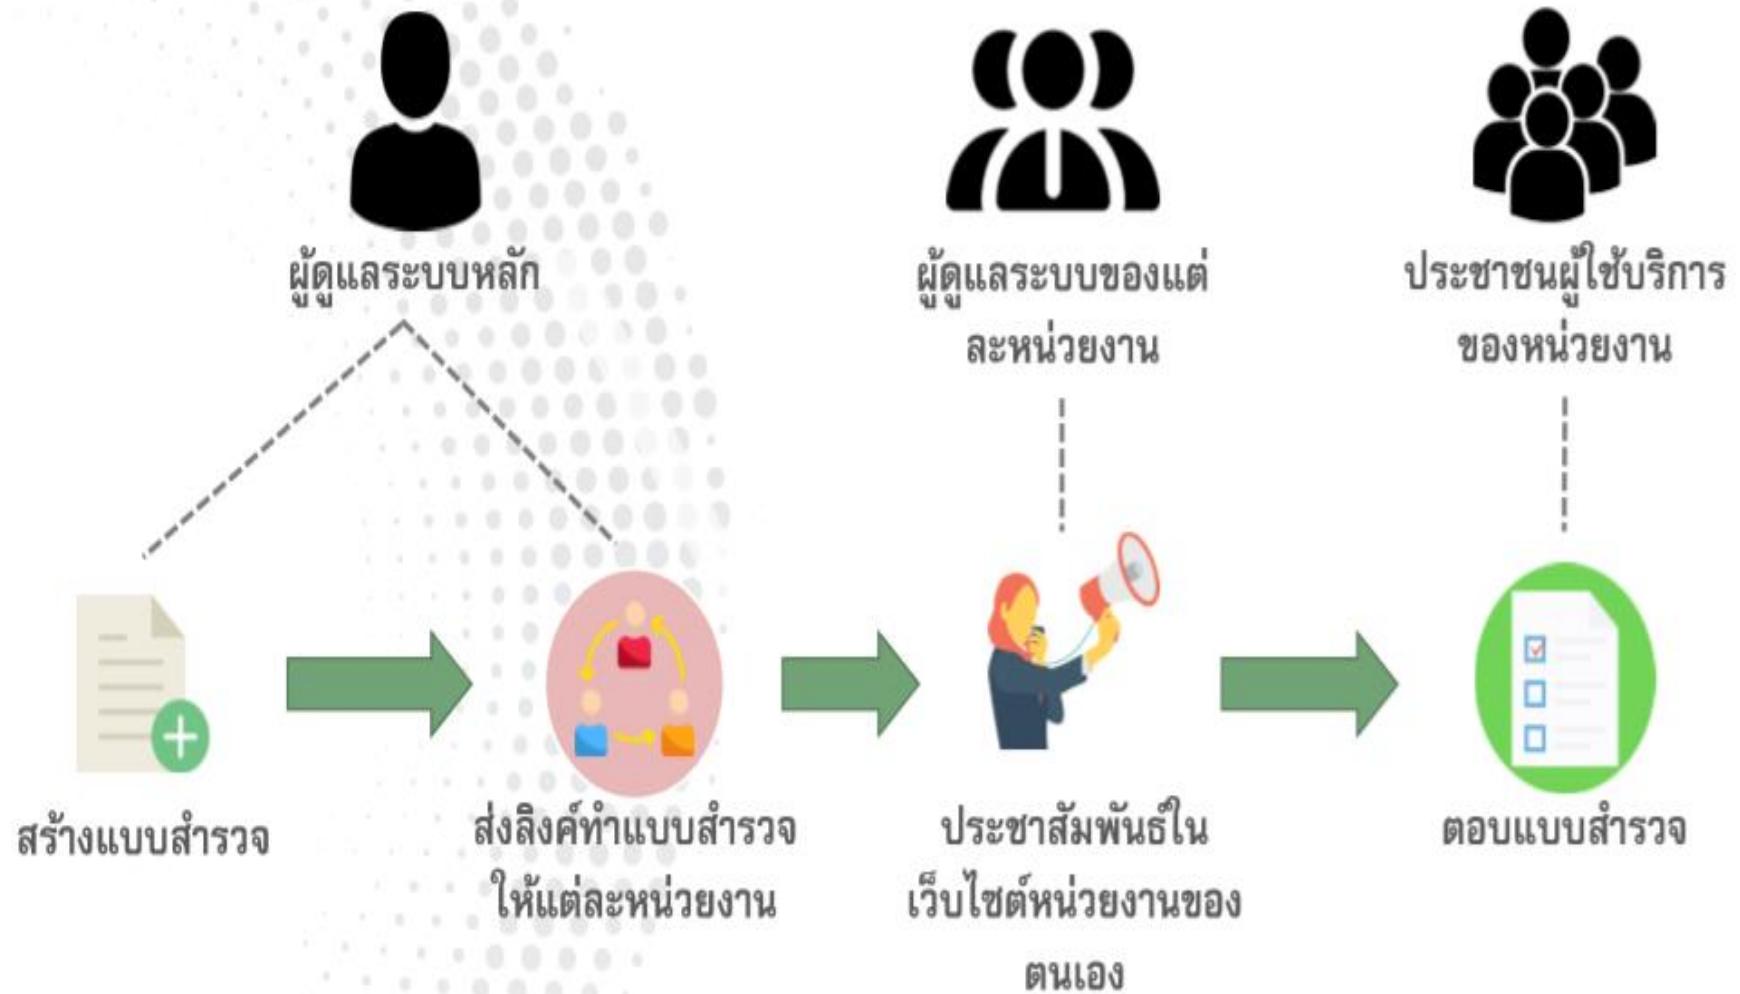 ผู้ดูแลระบบหลัก
ผู้ดูแลระบบของแต่
ละหน่วยงาน
ประชาชนผู้ใช้บริการ
ของหน่วยงาน
สร้างแบบสำรวจ
ส่งลิงค์ทำแบบสำรวจ
ให้แต่ละหน่วยงาน
ประชาสัมพันธ์ใน
เว็บไซต์หน่วยงานของ
ตนเอง
ตอบแบบสำรวจ